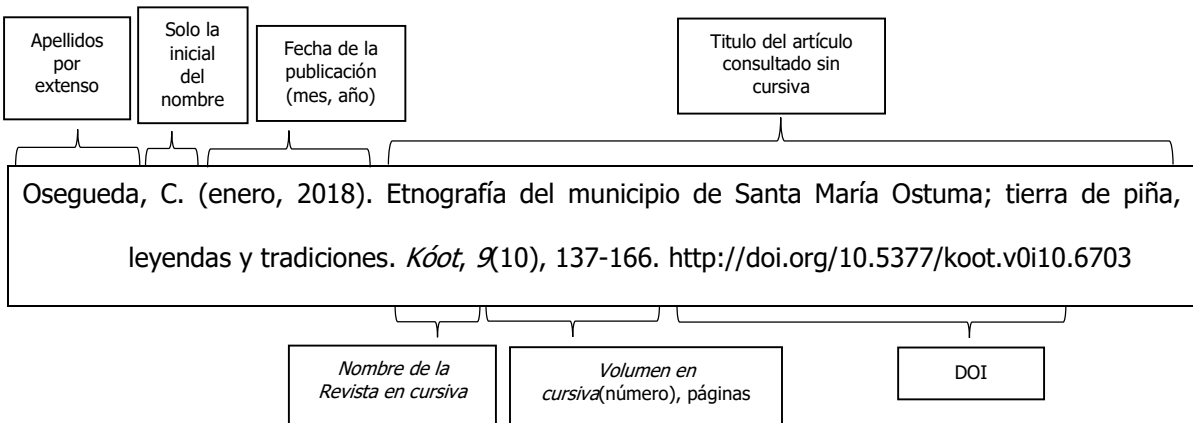 Apellidos
por
extenso
Solo la
inicial
del
nombre
Fecha de la
publicación
(mes, año)
Titulo del artículo
consultado sin
cursiva
Osegueda, C. (enero, 2018). Etnografía del municipio de Santa María Ostuma; tierra de piña,
leyendas y tradiciones. Kóot, 9(10), 137-166. http://doi.org/10.5377/koot.v0i10.6703
Nombre de la
Revista en cursiva
Volumen en
cursiva(número), páginas
DOI